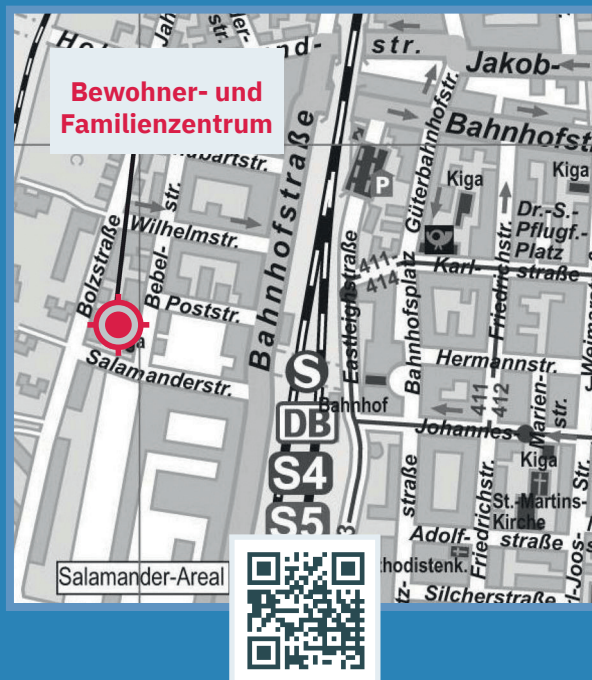 str.
Jakob-
Bewohner- und
Familienzentrum
Bahnhofstr
Kiga
Kiga
Dr.-S.-
Pflugf.-
Platz
P
Güterbahnhofstr.
Wilhelmstr.
Bolzstraße
Bebel-
str.
Bahnhofstraße
Eastleighstraße
411-
414
Karl-
straße
Friedrichstr.
Bahnhofsplatz
Poststr.
Salamanderstr.
Hermannstr.
S
Bahnhof
DB
S4
S5
411
412
Johannes-
Marien-
str.
Kiga
St.-Martins-
Kirche
straße
Friedrichstr.
Adolf-
straße
thodistenk.
Silcherstraße
Salamander-Areal